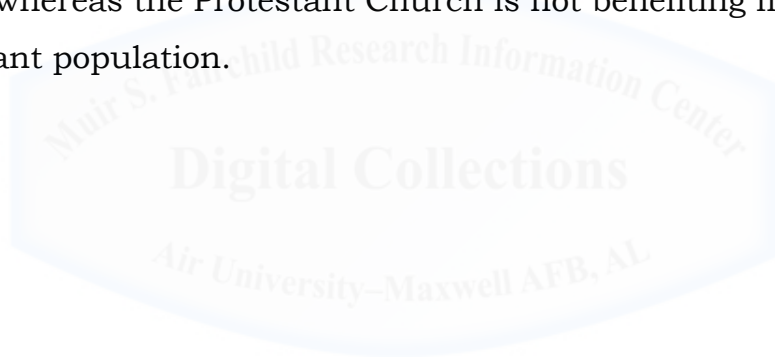 whereas the Protestant Church is not benefiting
ant population.
Muir S. Fairchild Research Information Center
Digital Collections
Air University–Maxwell AFB, AL